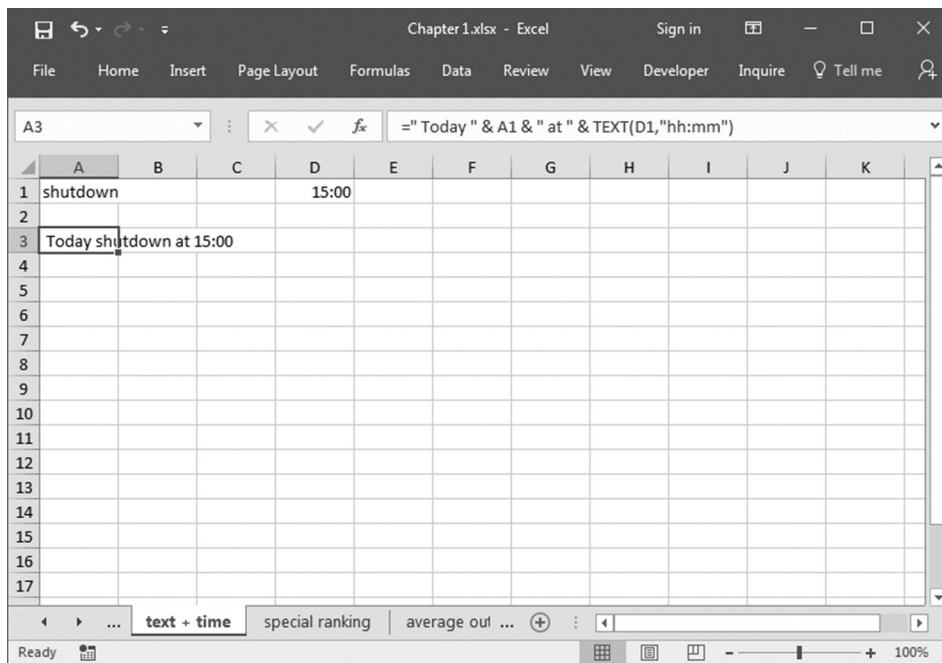 Chapter 1.xlsx - Excel Sign in
File Home Insert Page Layout Formulas Data Review View Developer Inquire Tell me
A3 fx =" Today " & A1 & " at " & TEXT(D1,"hh:mm")
A B C D E F G H I J K
1 shutdown 15:00
2
3 Today shutdown at 15:00
4
5
6
7
8
9
10
11
12
13
14
15
16
17
... text + time special ranking average out ...
Ready 100%